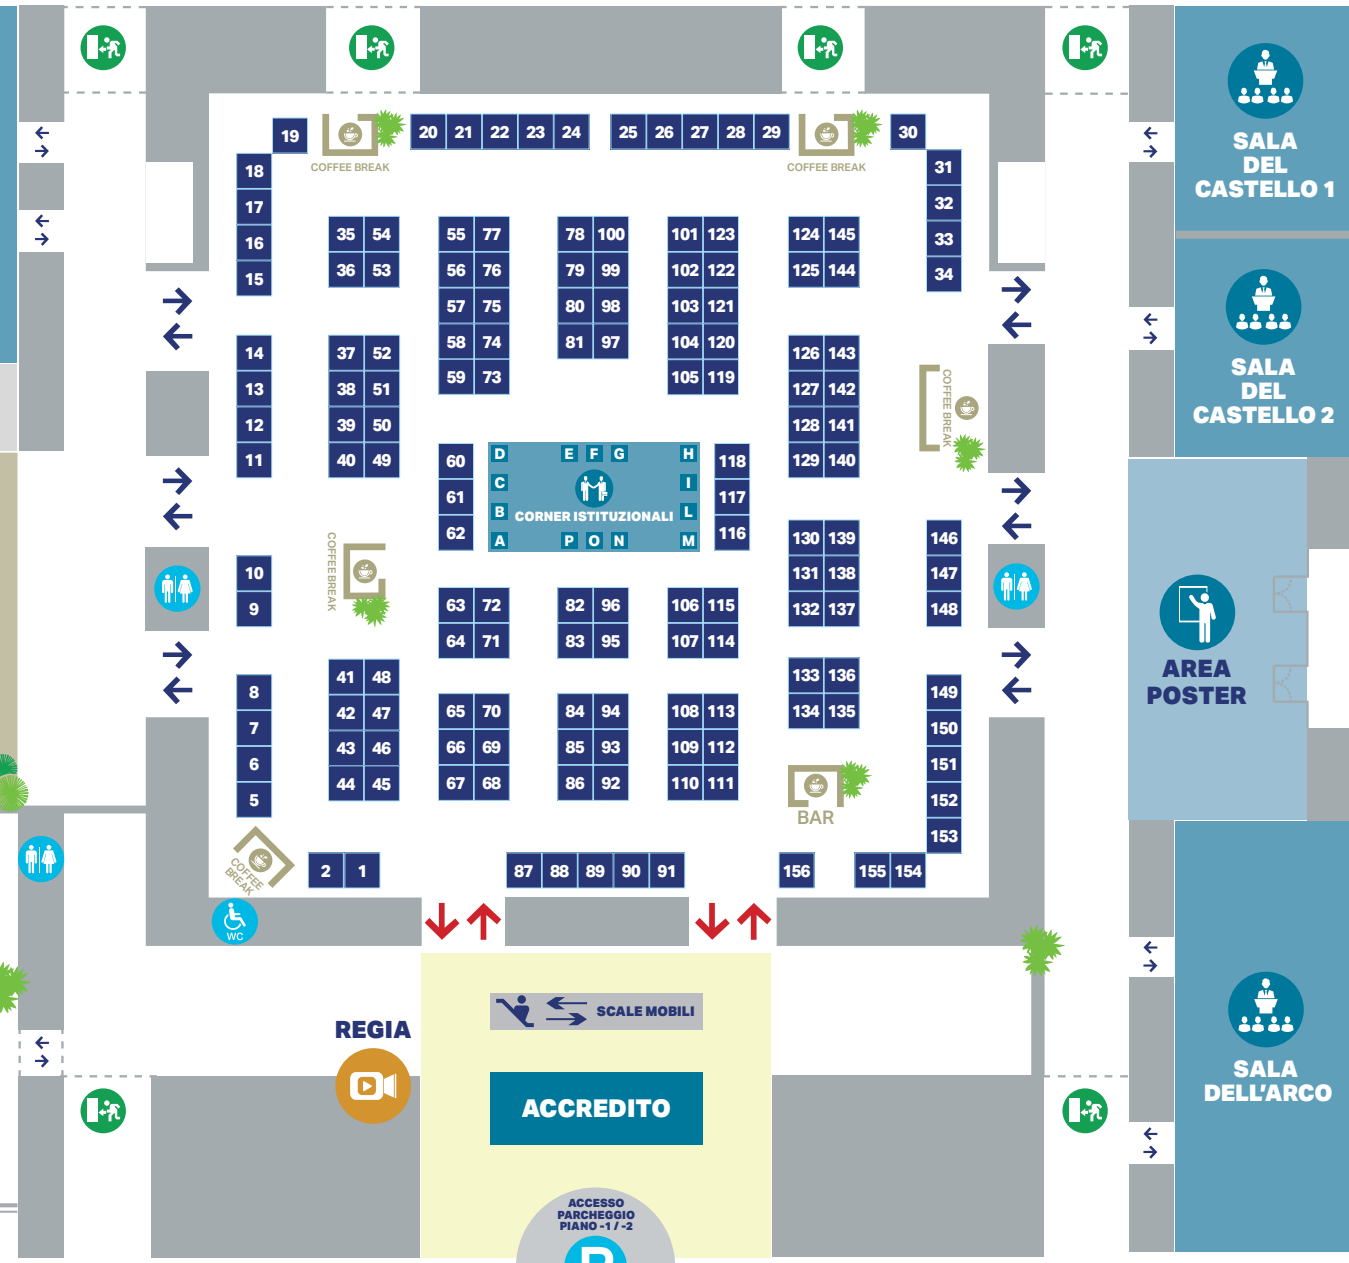 19
20 21 22 23 24
25 26 27 28 29
30
COFFEE BREAK
COFFEE BREAK
SALA
DEL
CASTELLO 1
18
17
16
15
31
32
33
34
35 54
36 53
55 77
56 76
57 75
58 74
59 73
78 100
79 99
80 98
81 97
101 123
102 122
103 121
104 120
105 119
124 145
125 144
SALA
DEL
CASTELLO 2
14
13
12
11
37 52
38 51
39 50
40 49
126 143
127 142
128 141
129 140
COFFEE BREAK
60
61
62
D E F G H
C I
B L
CORNER ISTITUZIONALI
A P O N M
118
117
116
COFFEE BREAK
10
9
130 139
131 138
132 137
146
147
148
63 72
64 71
82 96
83 95
106 115
107 114
AREA
POSTER
8
7
6
5
41 48
42 47
43 46
44 45
65 70
66 69
67 68
84 94
85 93
86 92
108 113
109 112
110 111
133 136
134 135
149
150
151
152
153
BAR
COFFEE
BREAK
2 1
87 88 89 90 91
156
155 154
WC
SCALE MOBILI
REGIA
ACCREDITO
SALA
DELL'ARCO
ACCESSO
PARCHEGGIO
PIANO -1 / -2
P